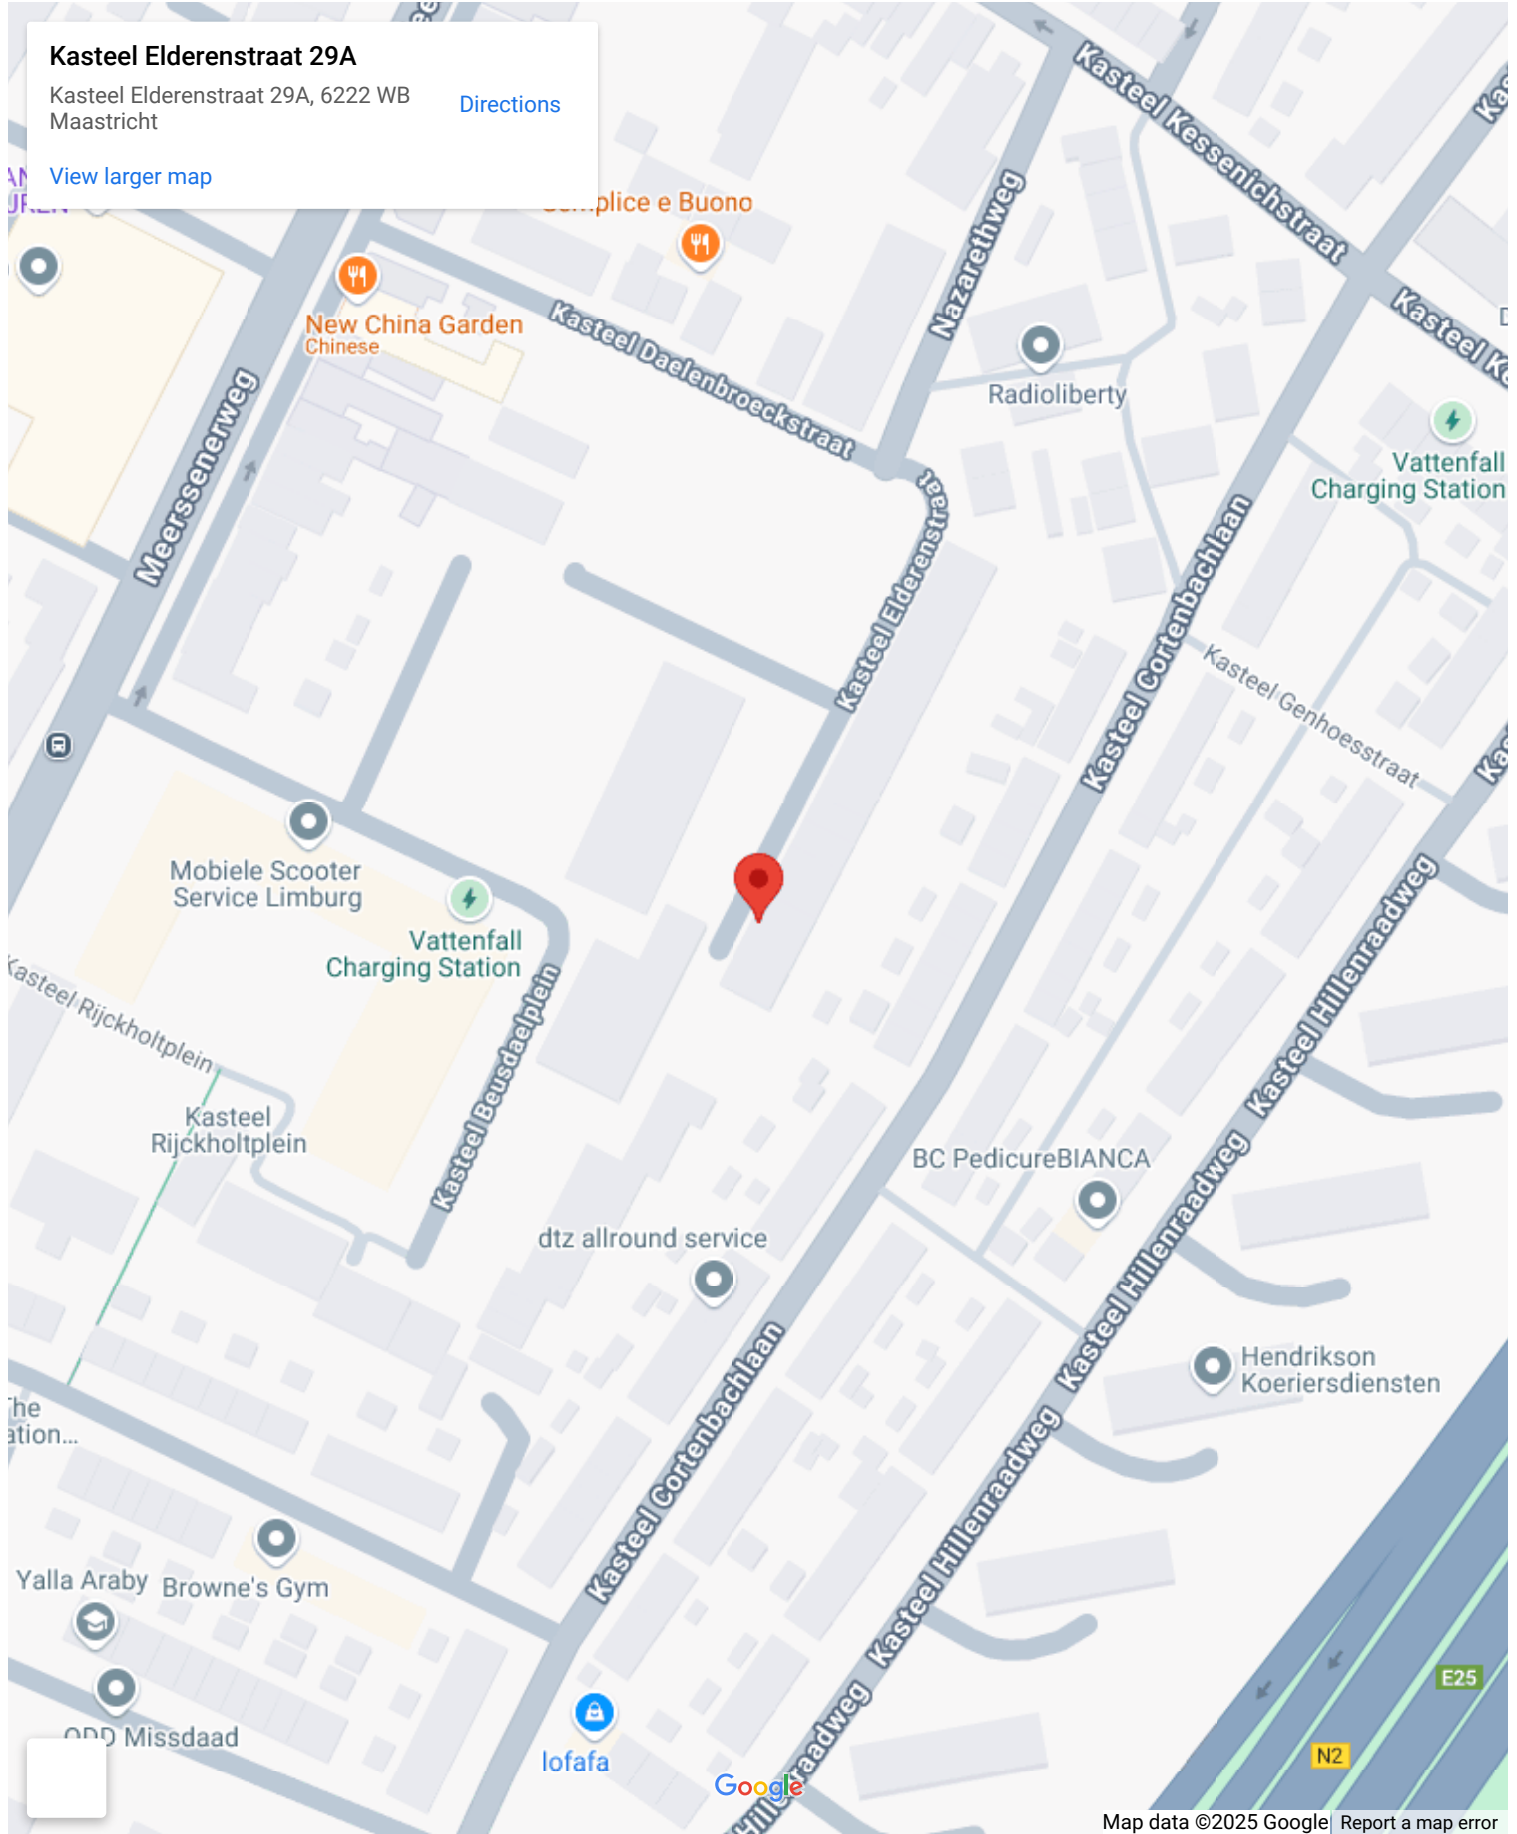 Kasteel Elderenstraat 29A
Kasteel Elderenstraat 29A, 6222 WB
Maastricht
Directions
View larger map
Buono
New China Garden
Chinese
Kasteel Kessenichstraat
Nazarethweg
Kasteel Daelenbroeckstraat
Radioliberty
Vattenfall
Charging Station
Meerssenerweg
Kasteel Elderenstraat
Kasteel Cortenbachlaan
Kasteel Genhoesstraat
Mobiele Scooter
Service Limburg
Vattenfall
Charging Station
Kasteel Rijckholtplein
Kasteel Beusdaelplein
Kasteel
Rijckholtplein
Kasteel Hillenraadweg
BC PedicureBIANCA
Kasteel Hillenraadweg
dtz allround service
Hendrikson
Koeriersdiensten
Kasteel Cortenbachlaan
Kasteel Hillenraadweg
Yalla Araby
Browne's Gym
Missdaad
lofafa
E25
N2
Google
Map data ©2025 Google
Report a map error